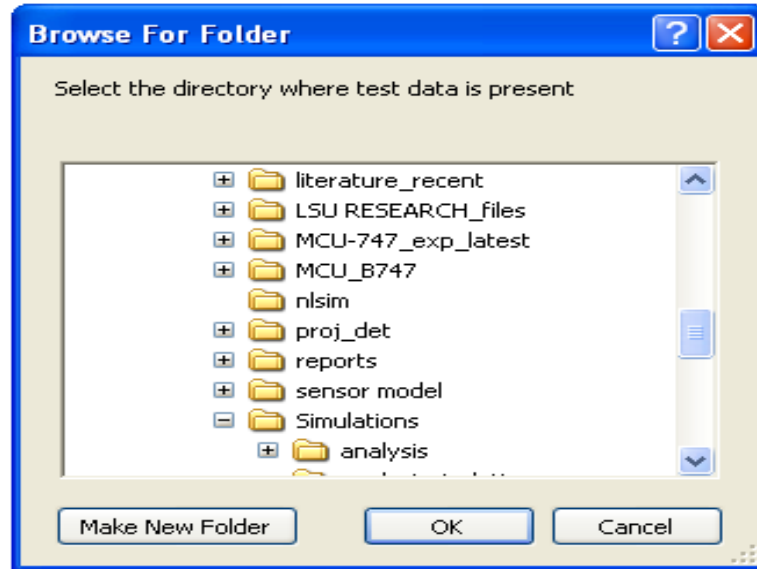 Browse For Folder
Select the directory where test data is present
literature_recent
LSU RESEARCH_files
MCU-747_exp_latest
MCU_B747
nlsim
proj_det
reports
sensor model
Simulations
analysis
Make New Folder
OK
Cancel